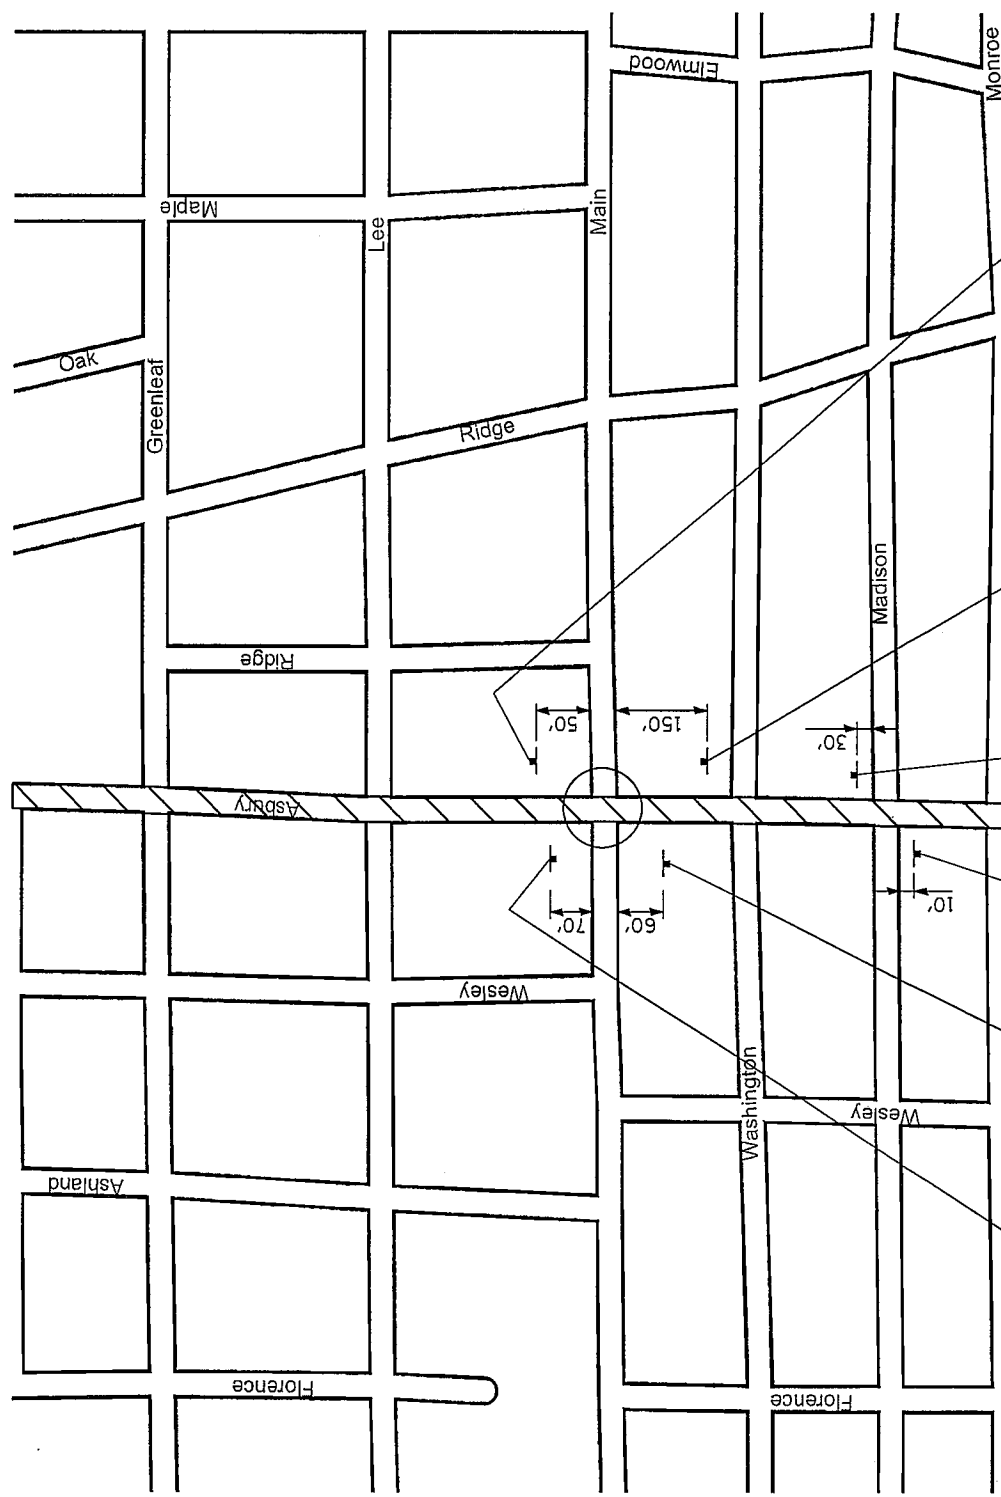 Elmwood
Monroe
Maple
Lee
Main
Oak
Greenleaf
Ridge
Madison
Ridge
50'
150'
30'
Asbury
70'
60'
10'
Wesley
Washington
Wesley
Ashland
Florence
Florence